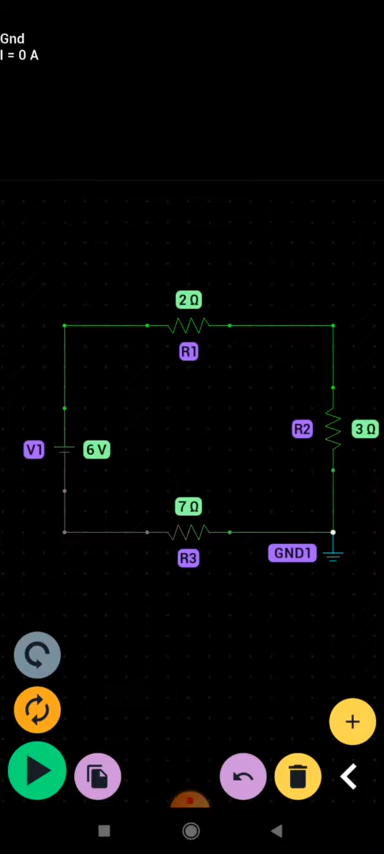 Gnd
I = 0 A
2 Ω
R1
V1
6 V
R2
3 Ω
7 Ω
R3
GND1